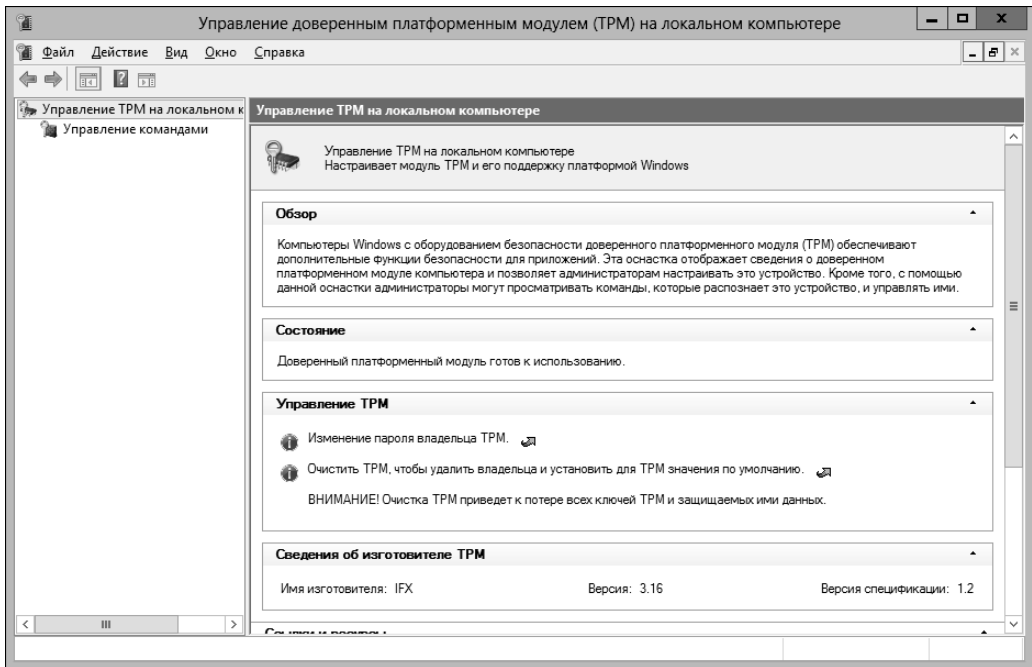 Управление доверенным платформенным модулем (TPM) на локальном компьютере
Файл Действие Вид Окно Справка
Управление TPM на локальном к
Управление командами
Управление TPM на локальном компьютере
Управление TPM на локальном компьютере
Настраивает модуль TPM и его поддержку платформой Windows
Обзор
Компьютеры Windows с оборудованием безопасности доверенного платформенного модуля (TPM) обеспечивают
дополнительные функции безопасности для приложений. Эта оснастка отображает сведения о доверенном
платформенном модуле компьютера и позволяет администраторам настраивать это устройство. Кроме того, с помощью
данной оснастки администраторы могут просматривать команды, которые распознает это устройство, и управлять ими.
Состояние
Доверенный платформенный модуль готов к использованию.
Управление TPM
Изменение пароля владельца TPM.
Очистить TPM, чтобы удалить владельца и установить для TPM значения по умолчанию.
ВНИМАНИЕ! Очистка TPM приведет к потере всех ключей TPM и защищаемых ими данных.
Сведения об изготовителе TPM
Имя изготовителя: IFX Версия: 3.16 Версия спецификации: 1.2
Ссылки и ресурсы